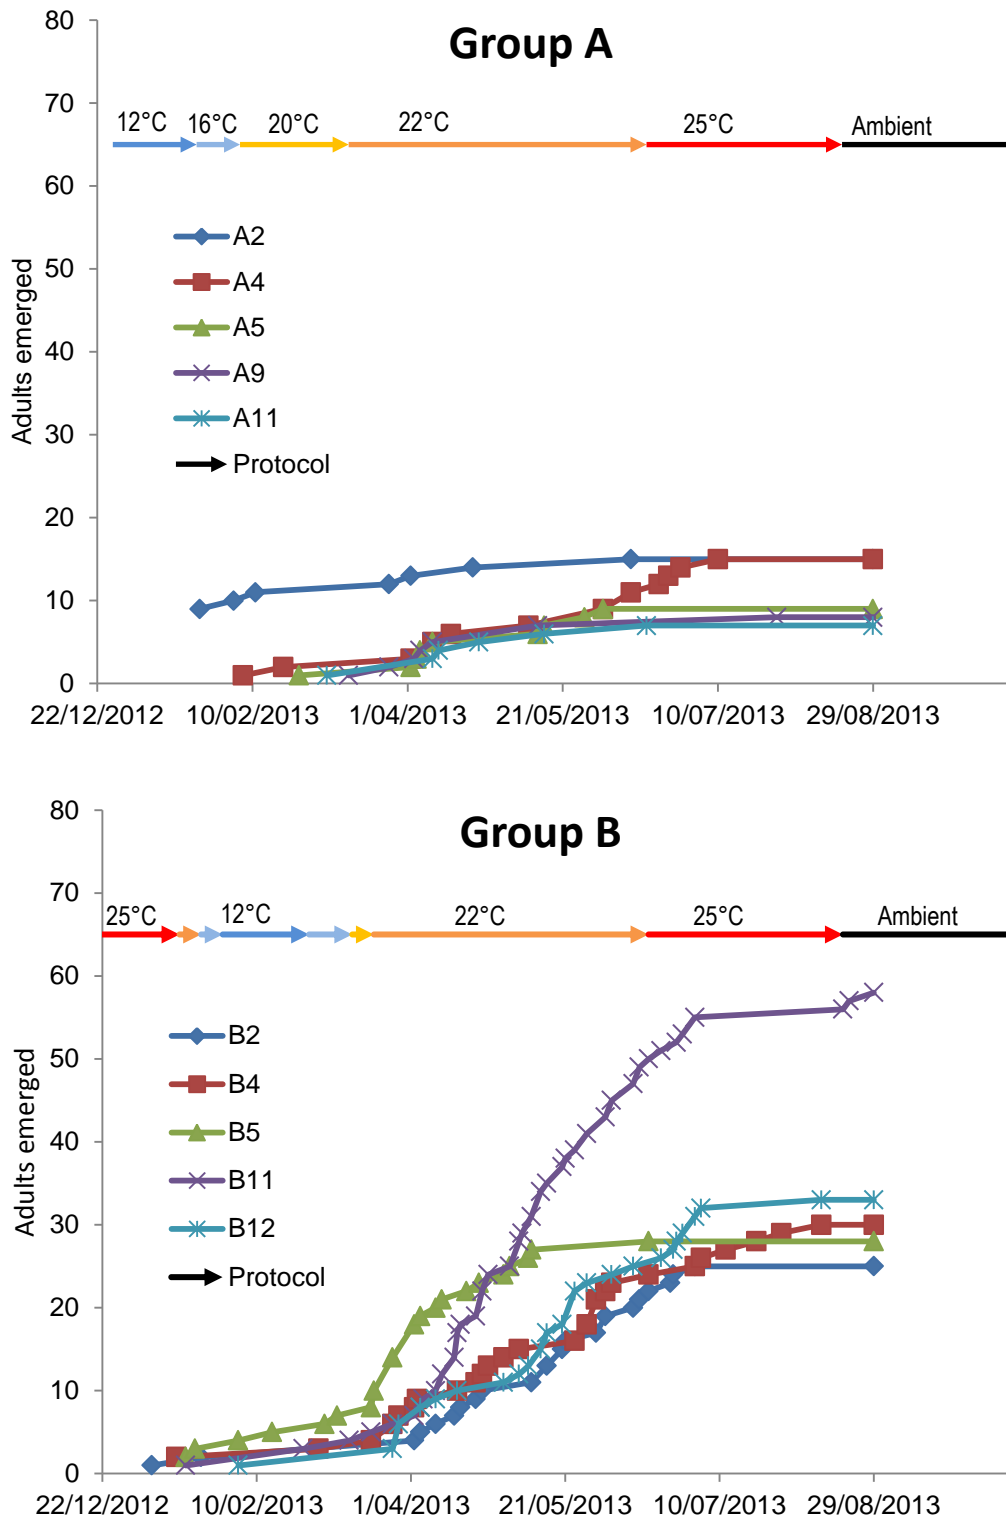 Group A
80
70
60
50
40
30
20
10
0
Adults emerged
12°C 16°C 20°C 22°C 25°C Ambient
A2
A4
A5
A9
A11
Protocol
22/12/2012 10/02/2013 1/04/2013 21/05/2013 10/07/2013 29/08/2013
Group B
80
70
60
50
40
30
20
10
0
Adults emerged
25°C 12°C 22°C 25°C Ambient
B2
B4
B5
B11
B12
Protocol
22/12/2012 10/02/2013 1/04/2013 21/05/2013 10/07/2013 29/08/2013